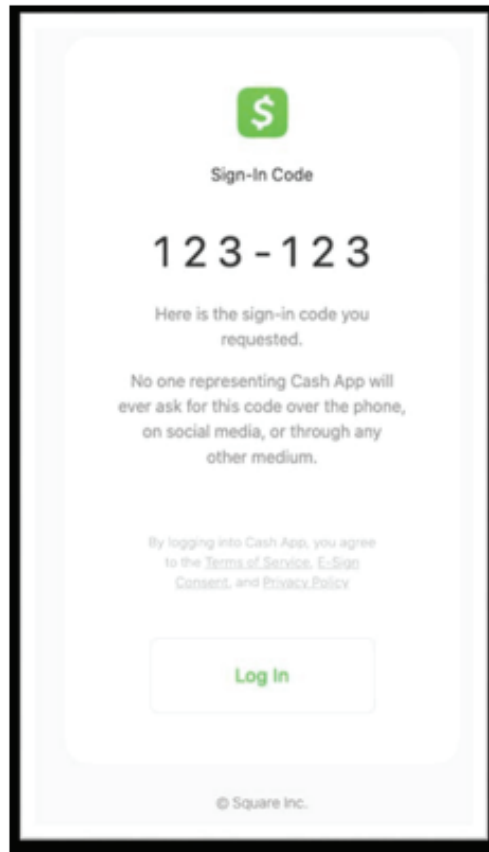 $
Sign-In Code
123-123
Here is the sign-in code you
requested.
No one representing Cash App will
ever ask for this code over the phone,
on social media, or through any
other medium.
By logging into Cash App, you agree
to the Terms of Service, E-Sign
Consent, and Privacy Policy
Log In
© Square Inc.